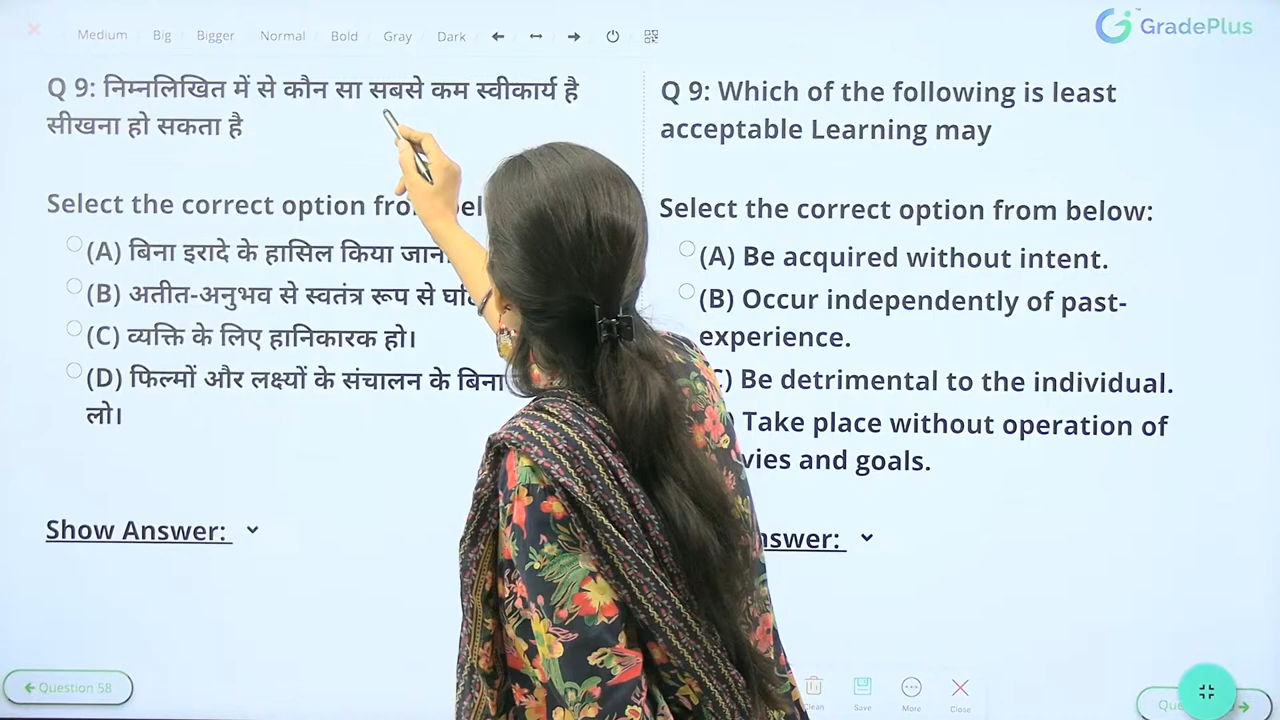 Medium Big Bigger Normal Bold Gray Dark
GradePlus
Q 9: निम्नलिखित में से कौन सा सबसे कम स्वीकार्य है
सीखना हो सकता है
Select the correct option
(A) बिना इरादे के हासिल किया
(B) अतीत-अनुभव से स्वतंत्र रूप से
(C) व्यक्ति के लिए हानिकारक हो।
(D) फिल्मों और लक्ष्यों के संचालन के बिना
लो।
Show Answer:
Question 58
Q 9: Which of the following is least
acceptable Learning may
Select the correct option from below:
(A) Be acquired without intent.
(B) Occur independently of past-
experience.
Be detrimental to the individual.
Take place without operation of
and goals.
Clean Save More Close